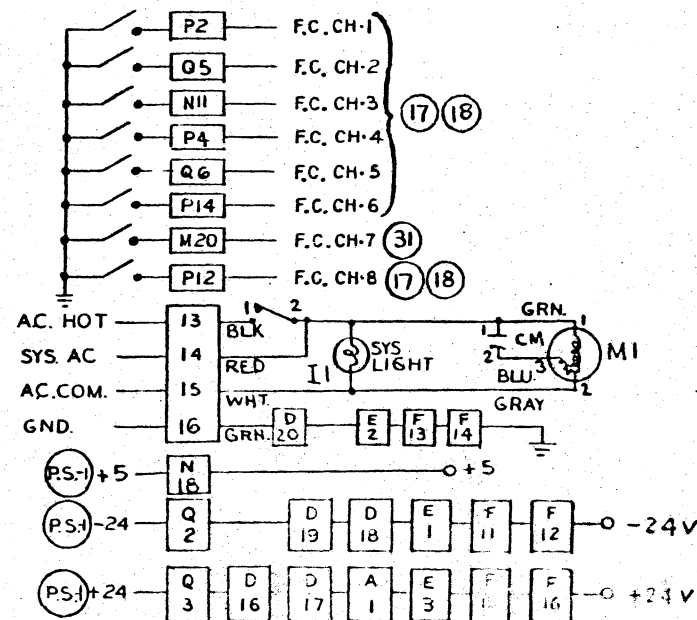 P2 F.C. CH.1
Q5 F.C. CH.2
N11 F.C. CH.3 17 18
P4 F.C. CH.4
Q6 F.C. CH.5
P14 F.C. CH.6
M20 F.C. CH.7 31
P12 F.C. CH.8 17 18
A.C. HOT 13 BLK 1 2 GRN. 1
SYS. AC 14 RED I1 SYS LIGHT 1 2 CM 3 BLU. M1
AC.COM. 15 WHT. GRAY 2
GND. 16 GRN. D 20 E 2 F 13 F 14
P.S.-1 +5 N 18 +5
P.S-1 -24 Q 2 D 19 D 18 E 1 F 11 F 12 -24V
P.S.-1 +24 Q 3 D 16 D 17 A 1 E 3 F F 16 +24V